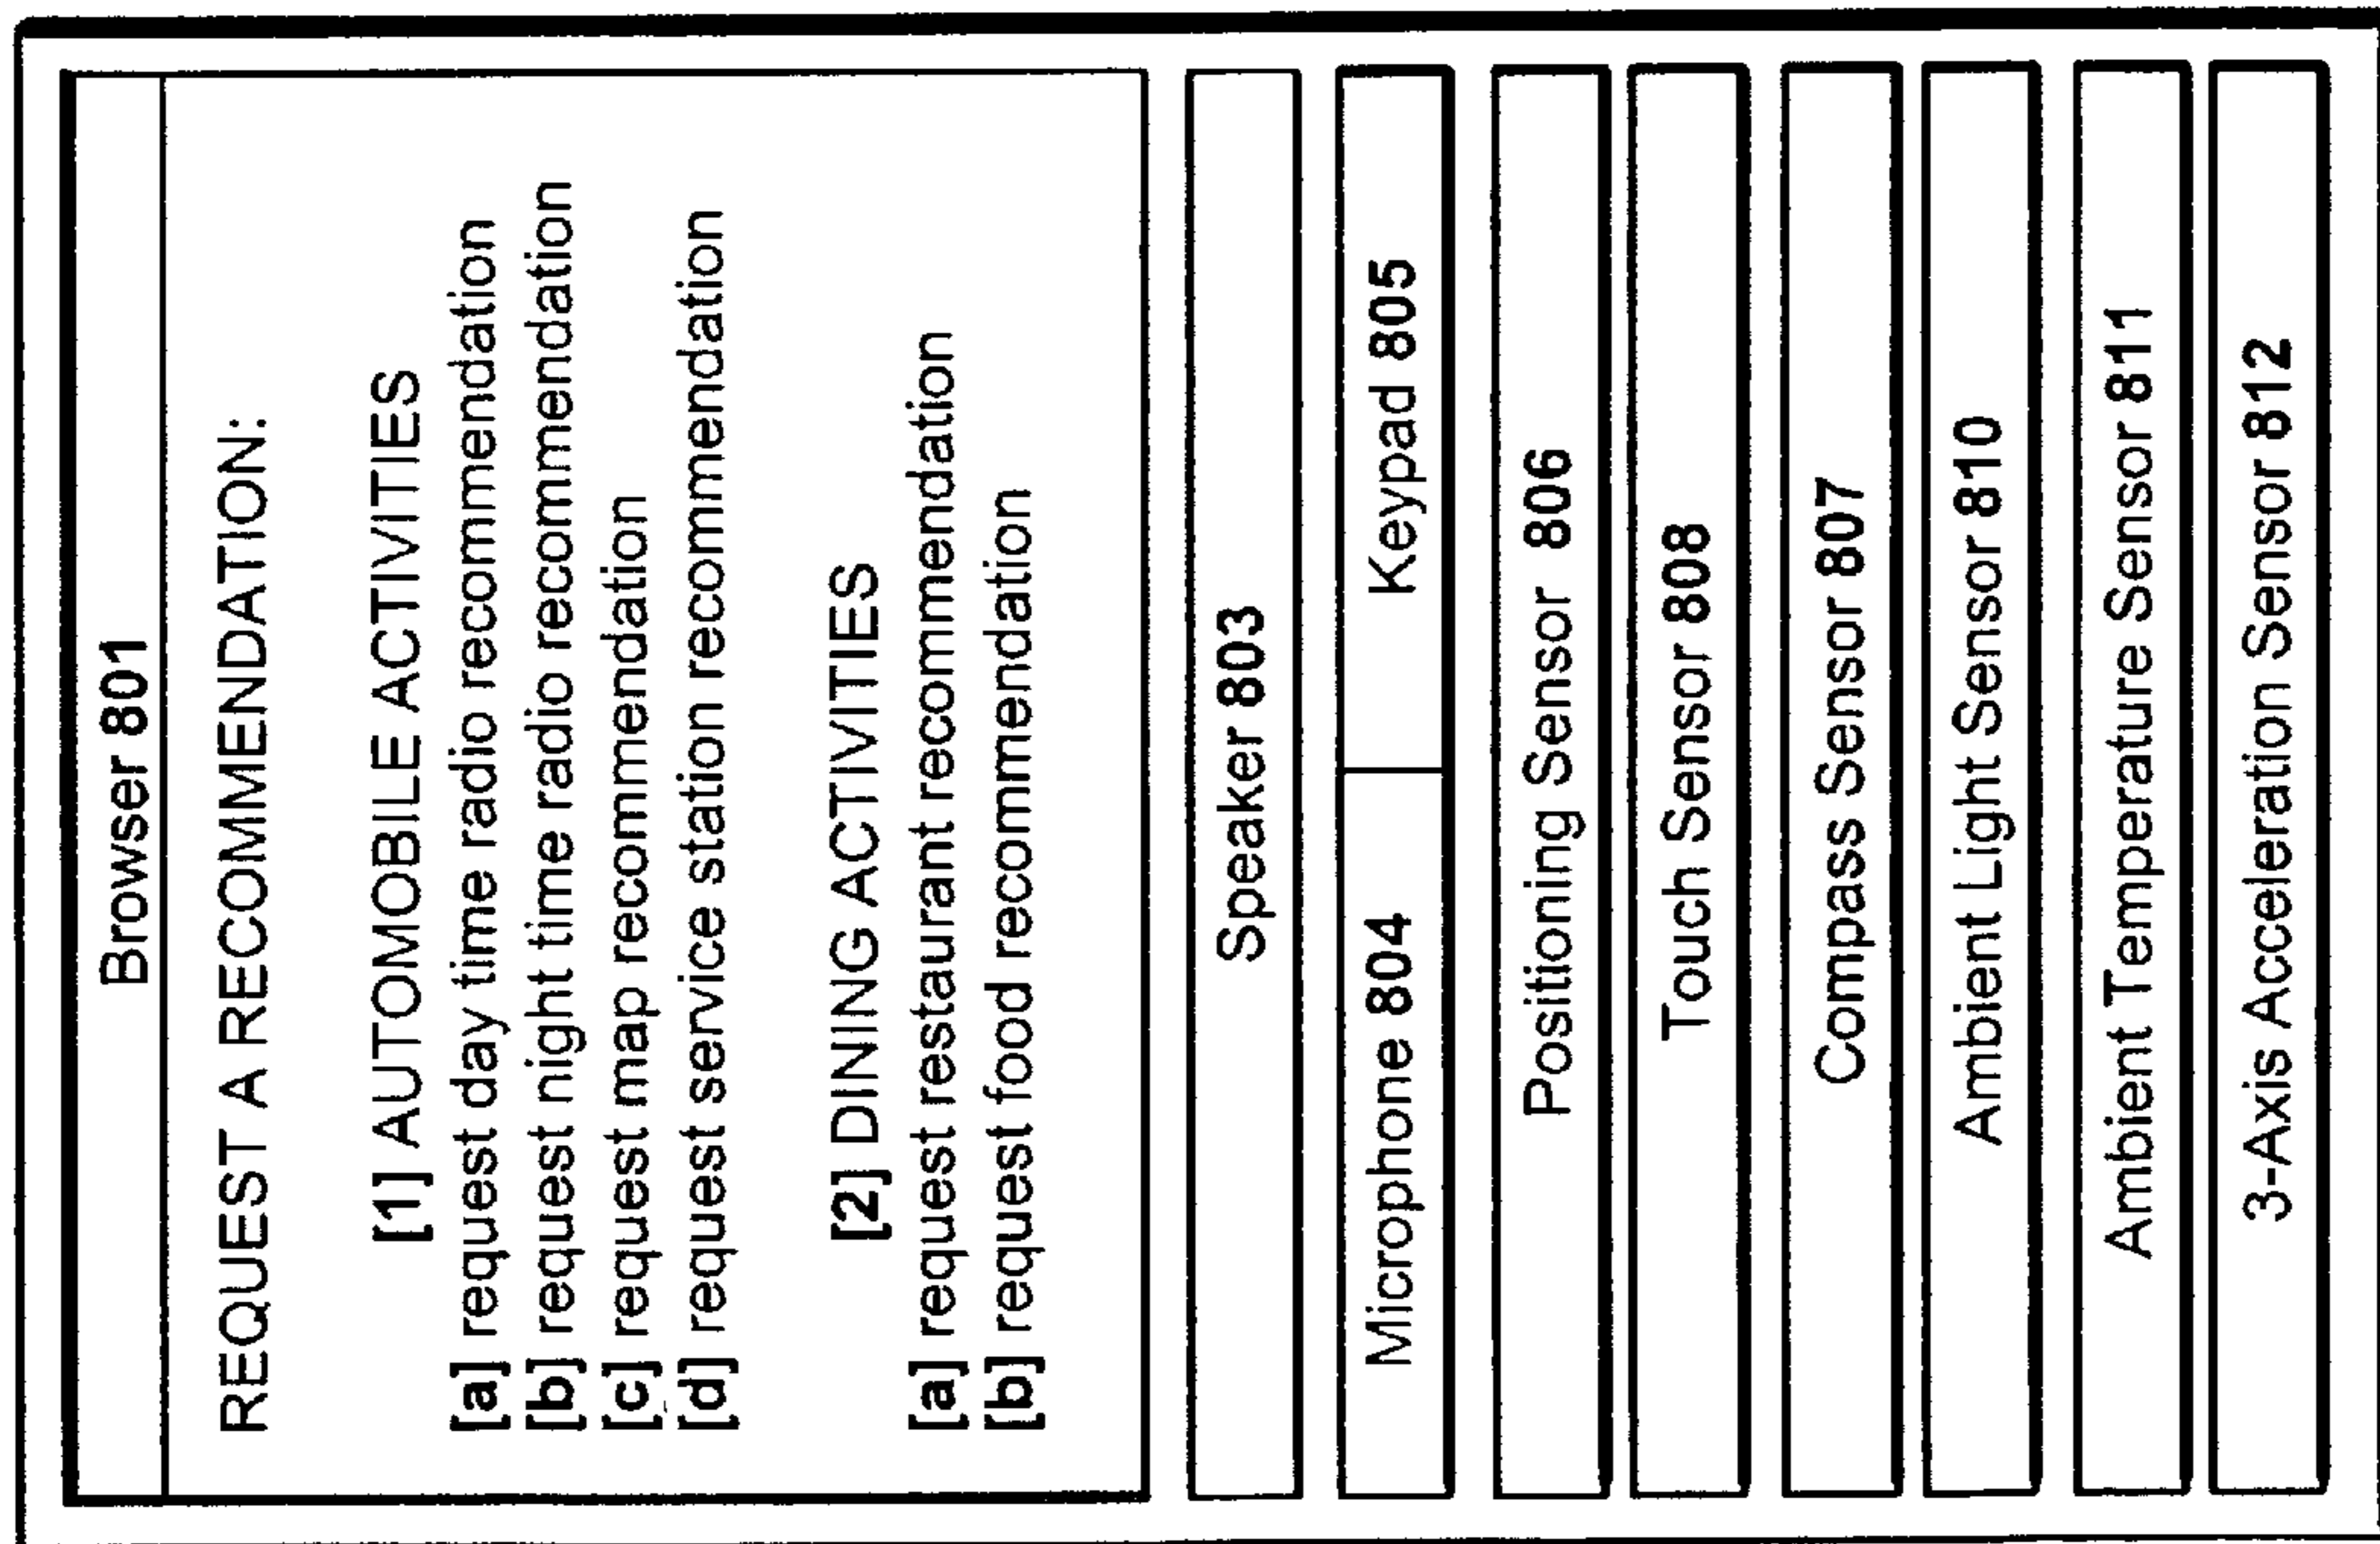 Browser 801
REQUEST A RECOMMENDATION:
[1] AUTOMOBILE ACTIVITIES
[a] request day time radio recommendation
[b] request night time radio recommendation
[c] request map recommendation
[d] request service station recommendation
[2] DINING ACTIVITIES
[a] request restaurant recommendation
[b] request food recommendation
Speaker 803
Microphone 804 Keypad 805
Positioning Sensor 806
Touch Sensor 808
Compass Sensor 807
Ambient Light Sensor 810
Ambient Temperature Sensor 811
3-Axis Acceleration Sensor 812